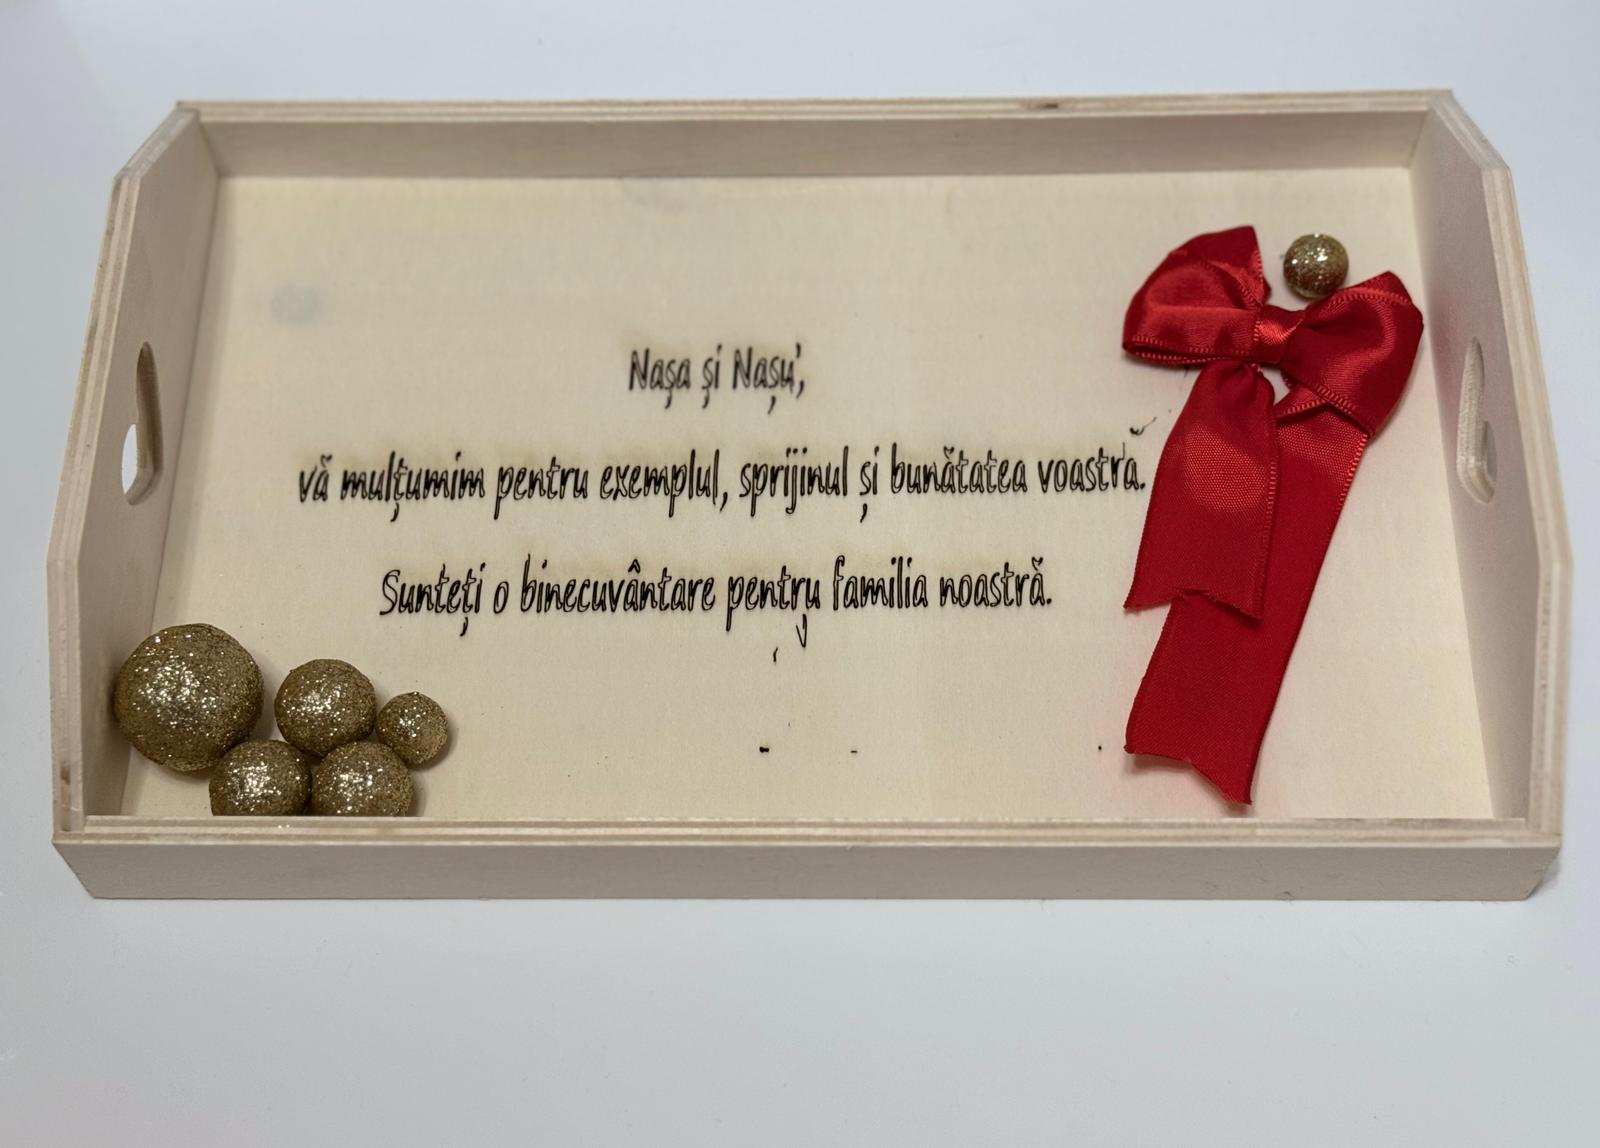 Nașa și Nașu',
vă mulțumim pentru exemplul, sprijinul și bunătatea voastră.
Sunteți o binecuvântare pentru familia noastră.